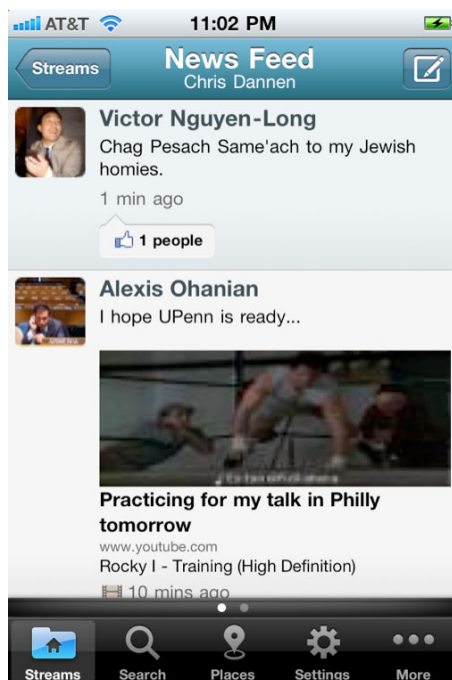 AT&T 11:02 PM
Streams News Feed
Chris Dannen
Victor Nguyen-Long
Chag Pesach Same'ach to my Jewish
homies.
1 min ago
1 people
Alexis Ohanian
I hope UPenn is ready...
Practicing for my talk in Philly
tomorrow
www.youtube.com
Rocky I - Training (High Definition)
10 mins ago
Streams Search Places Settings More